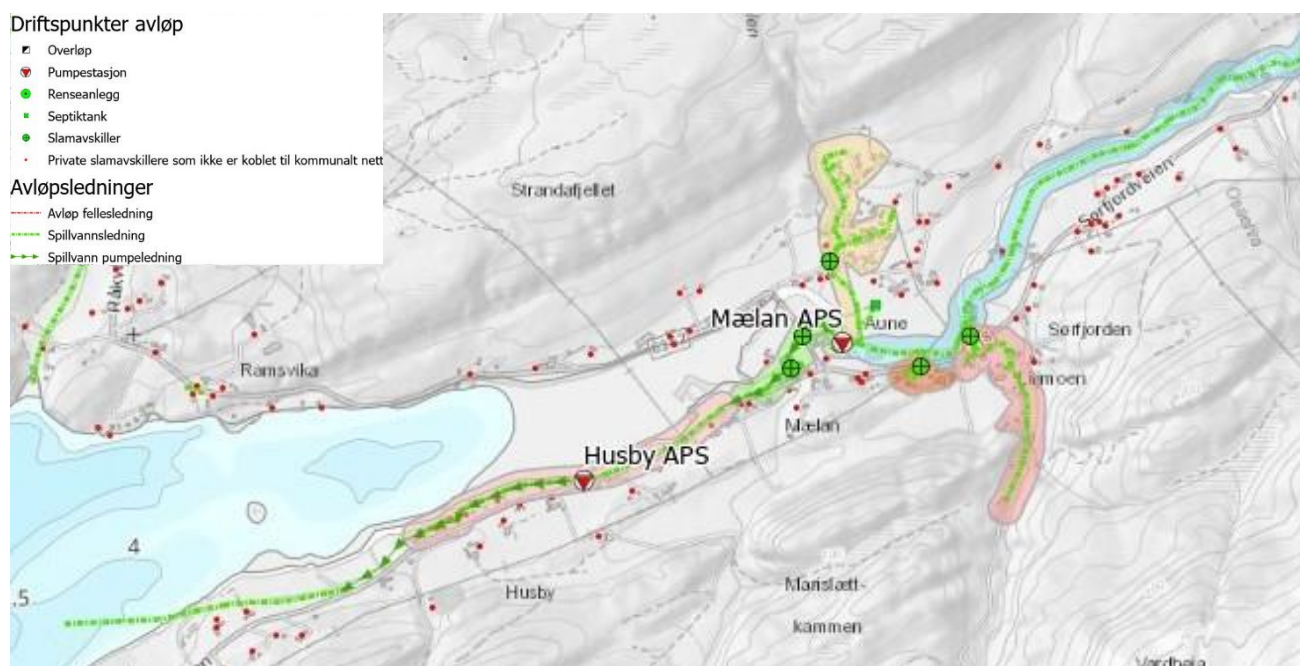 Driftspunkter avløp
Overløp
Pumpestasjon
Renseanlegg
Septiktank
Slamavskiller
Private slamavskillere som ikke er koblet til kommunalt nett
Avløpsledninger
Avløp fellesledning
Spillvannsledning
Spillvann pumpeledning
Strandafjellet
Sørfjordveien
Mælan APS
Aune
Sørfjorden
Ramsvika
Mælan
Husby APS
4
.5
Husby
Marislætt-
kammen